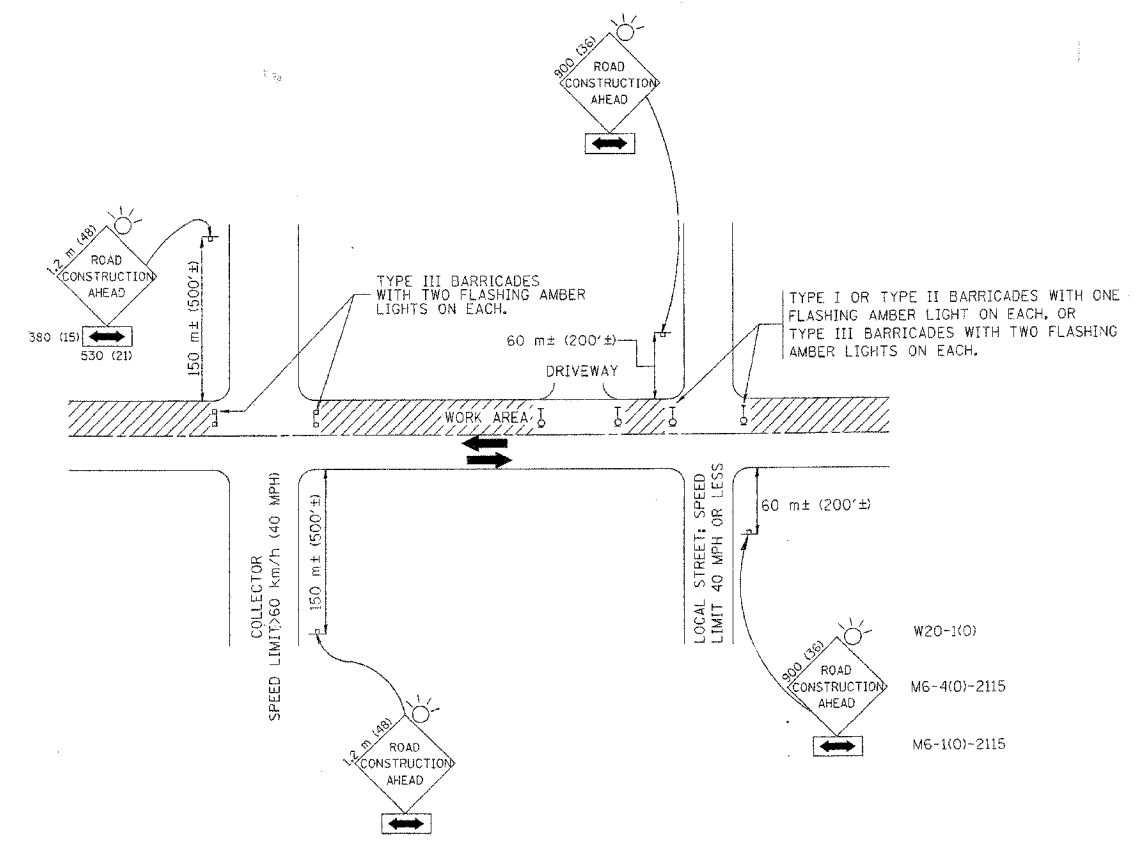 900 (36)
ROAD
CONSTRUCTION
AHEAD
1.2 m (48)
ROAD
CONSTRUCTION
AHEAD
380 (15)
530 (21)
150 m± (500'±)
TYPE III BARRICADES
WITH TWO FLASHING AMBER
LIGHTS ON EACH.
60 m± (200'±)
DRIVEWAY
TYPE I OR TYPE II BARRICADES WITH ONE
FLASHING AMBER LIGHT ON EACH, OR
TYPE III BARRICADES WITH TWO FLASHING
AMBER LIGHTS ON EACH.
WORK AREA
COLLECTOR
SPEED LIMIT>60 km/h (40 MPH)
150 m± (500'±)
LOCAL STREET; SPEED
LIMIT 40 MPH OR LESS
60 m± (200'±)
1.2 m (48)
ROAD
CONSTRUCTION
AHEAD
900 (36)
ROAD
CONSTRUCTION
AHEAD
W20-1(O)
M6-4(O)-2115
M6-1(O)-2115